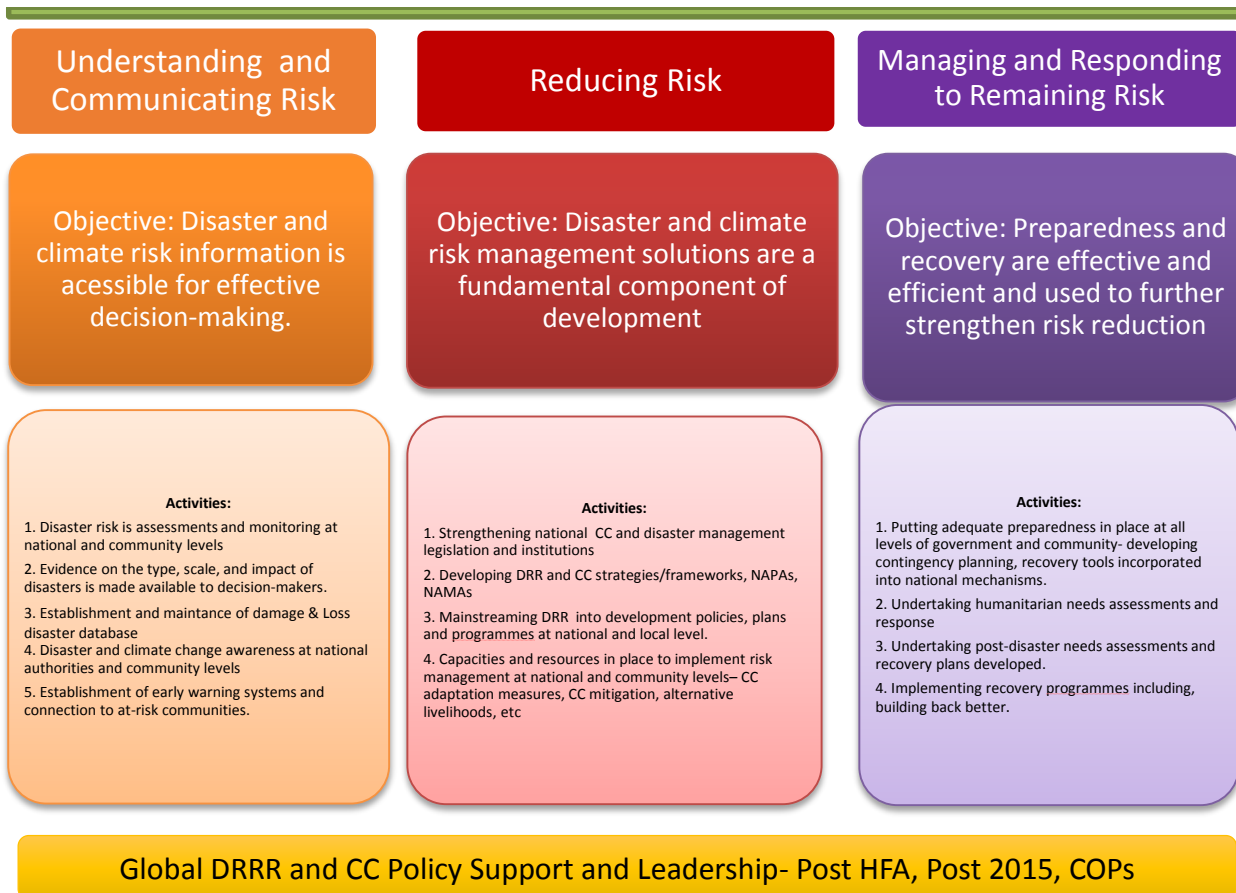 Understanding and
Communicating Risk
Objective: Disaster and
climate risk information is
acessible for effective
decision-making.
Activities:
1. Disaster risk is assessments and monitoring at
national and community levels
2. Evidence on the type, scale, and impact of
disasters is made available to decision-makers.
3. Establishment and maintance of damage & Loss
disaster database
4. Disaster and climate change awareness at national
authorities and community levels
5. Establishment of early warning systems and
connection to at-risk communities.
Reducing Risk
Objective: Disaster and climate
risk management solutions are a
fundamental component of
development
Activities:
1. Strengthening national CC and disaster management
legislation and institutions
2. Developing DRR and CC strategies/frameworks, NAPAs,
NAMAs
3. Mainstreaming DRR into development policies, plans
and programmes at national and local level.
4. Capacities and resources in place to implement risk
management at national and community levels– CC
adaptation measures, CC mitigation, alternative
livelihoods, etc
Managing and Responding
to Remaining Risk
Objective: Preparedness and
recovery are effective and
efficient and used to further
strengthen risk reduction
Activities:
1. Putting adequate preparedness in place at all
levels of government and community- developing
contingency planning, recovery tools incorporated
into national mechanisms.
2. Undertaking humanitarian needs assessments and
response
3. Undertaking post-disaster needs assessments and
recovery plans developed.
4. Implementing recovery programmes including,
building back better.
Global DRRR and CC Policy Support and Leadership- Post HFA, Post 2015, COPs